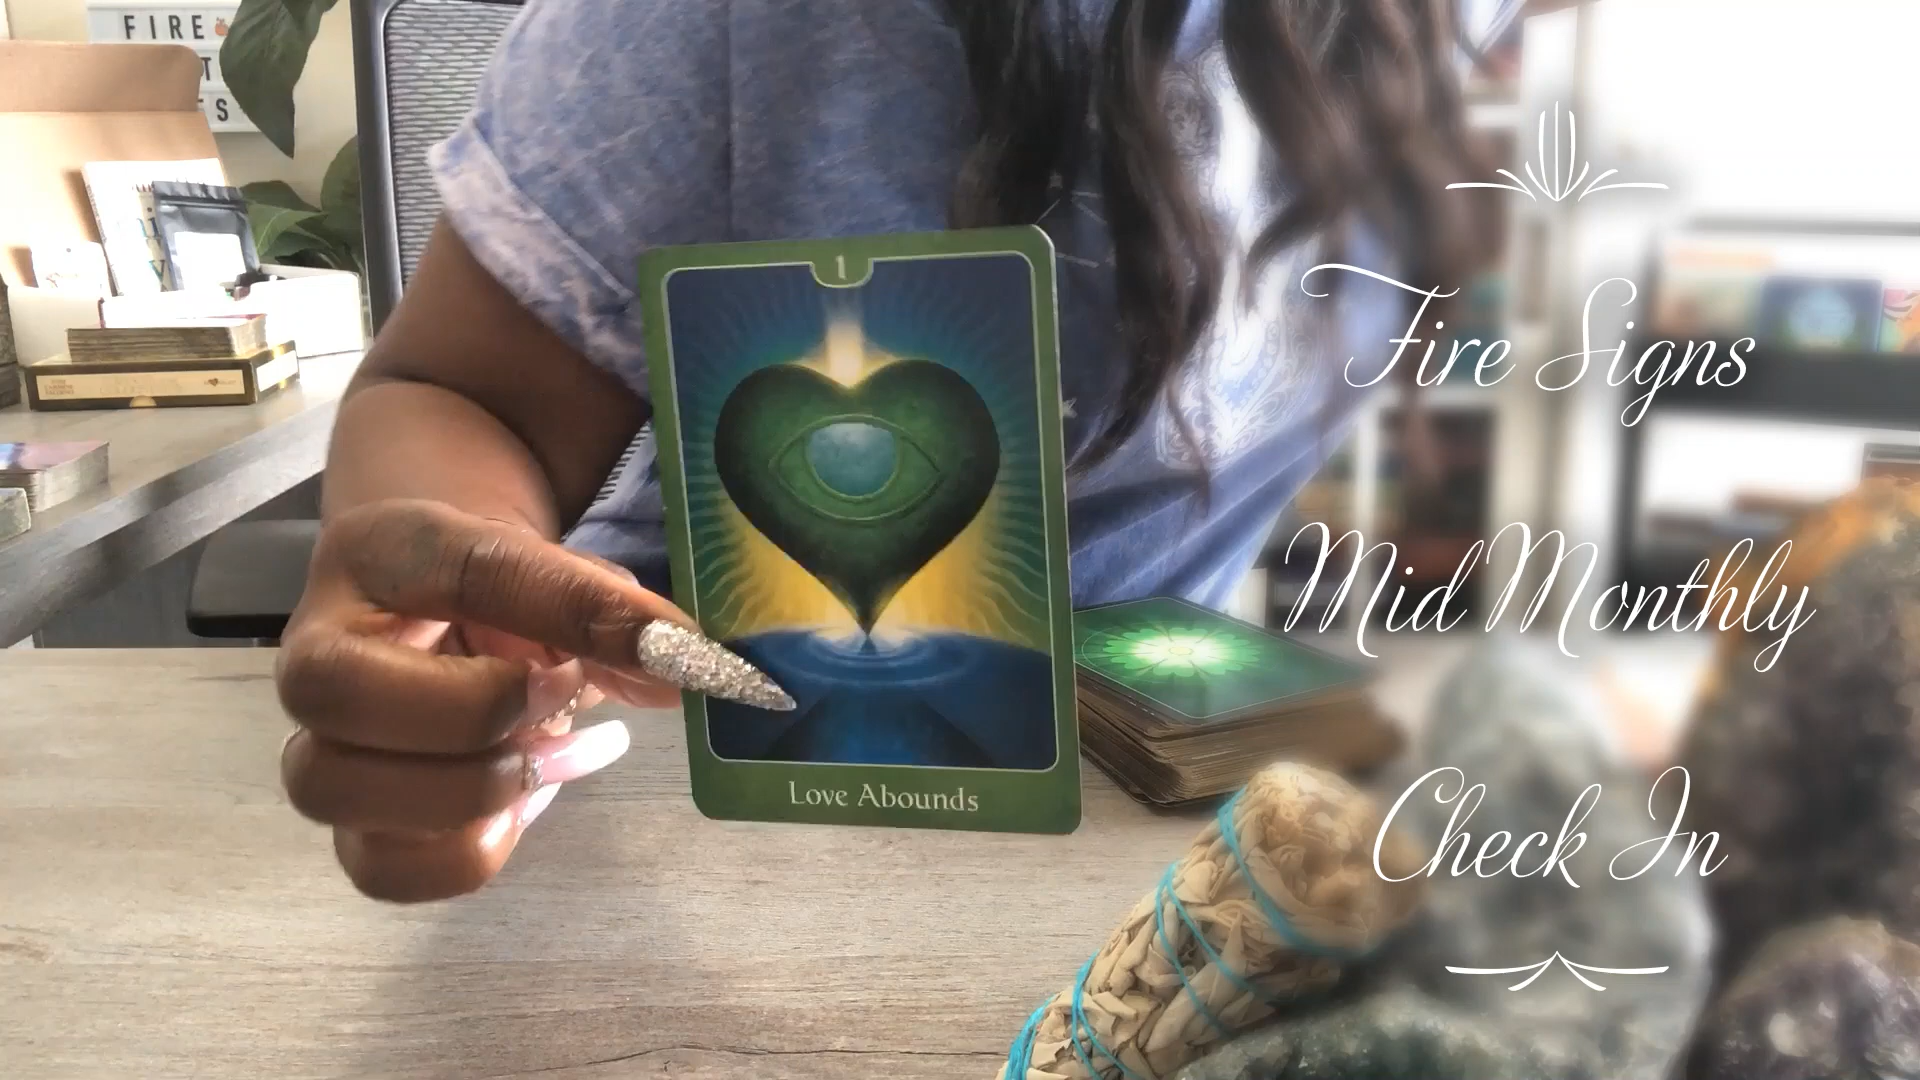 FIRE
T
S
1
Love Abounds
Fire Signs
Mid Monthly
Check In